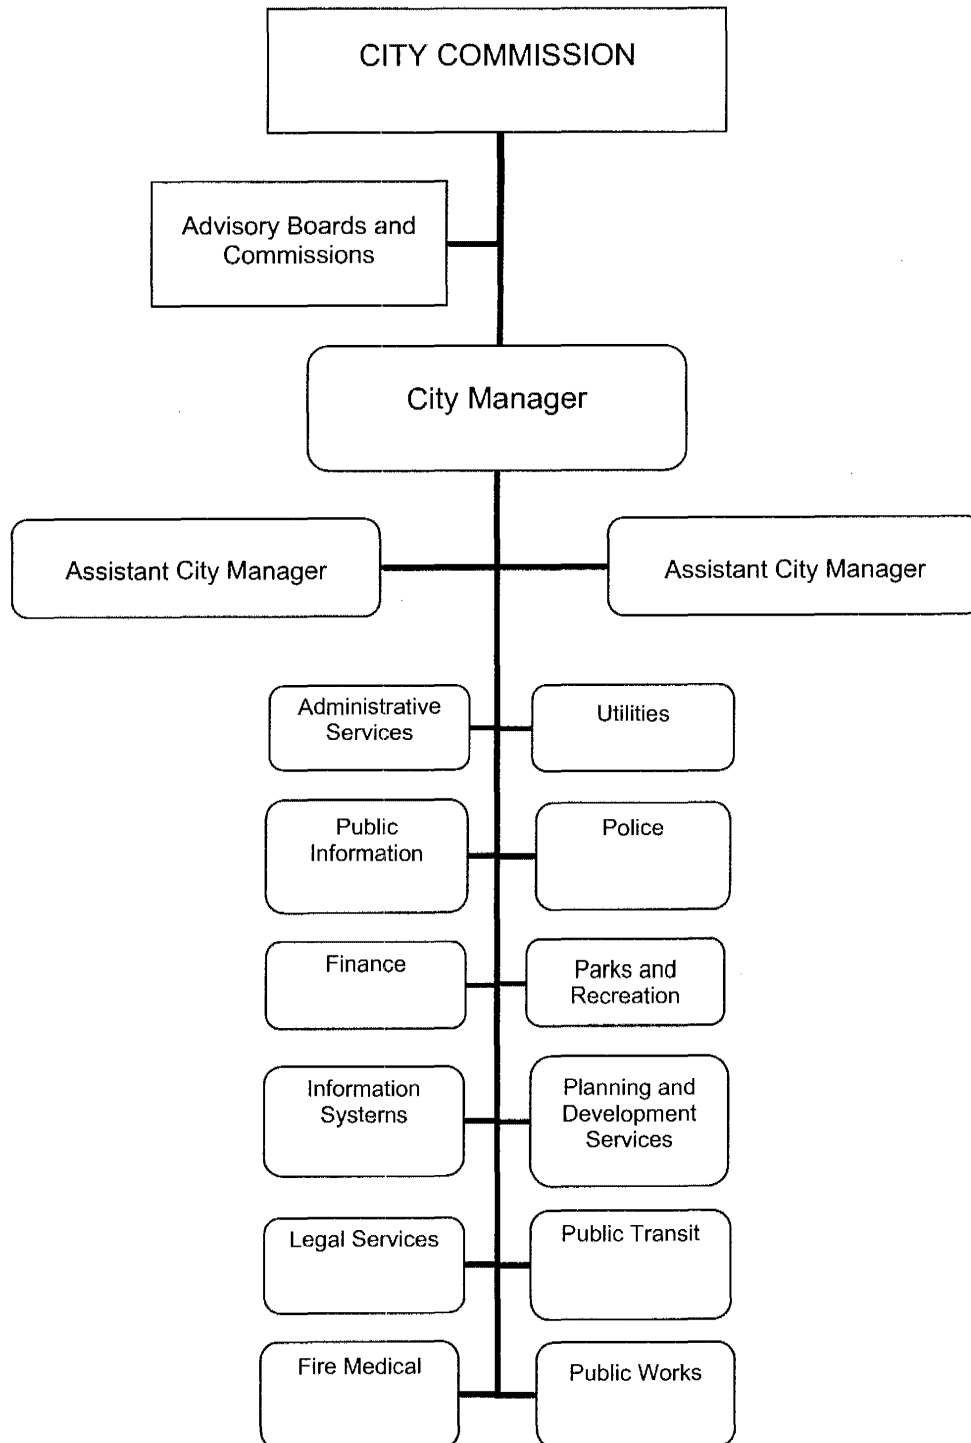 CITY COMMISSION
Advisory Boards and
Commissions
City Manager
Assistant City Manager
Assistant City Manager
Administrative
Services
Utilities
Public
Information
Police
Finance
Parks and
Recreation
Information
Systems
Planning and
Development
Services
Legal Services
Public Transit
Fire Medical
Public Works